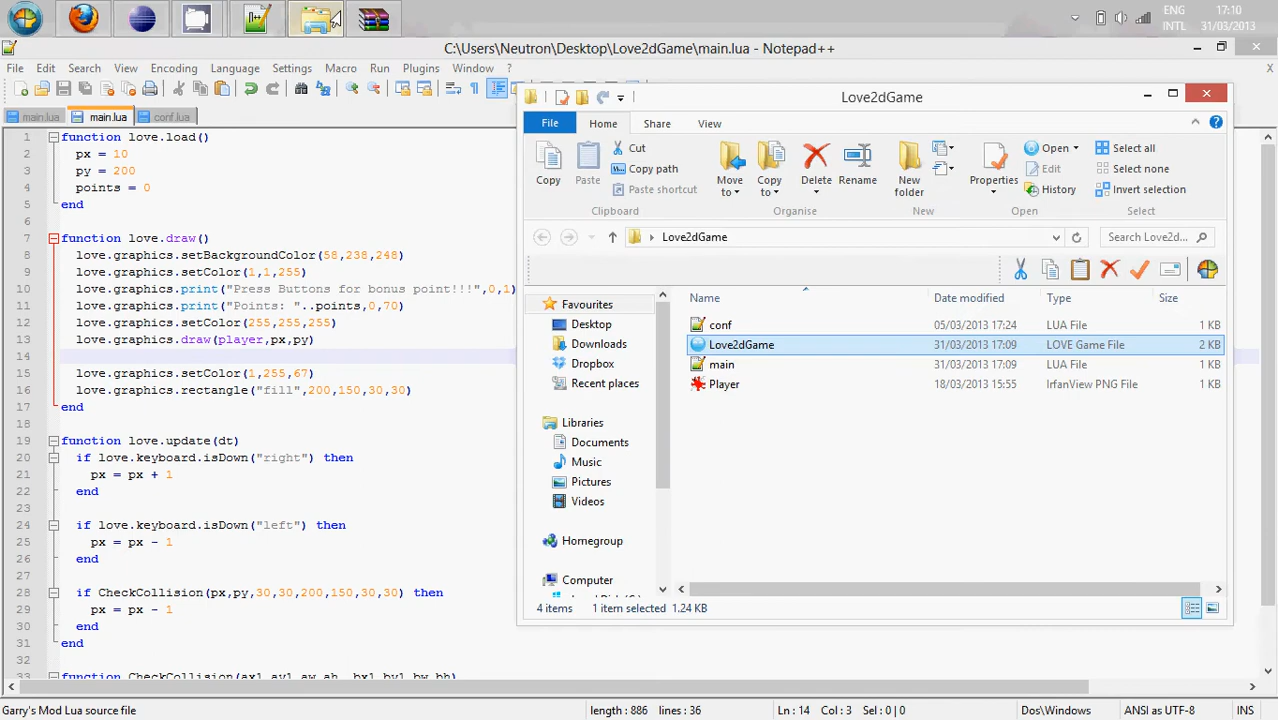 ENG 17:10
INTL 31/03/2013
C:\Users\Neutron\Desktop\Love2dGame\main.lua - Notepad++
File Edit Search View Encoding Language Settings Macro Run Plugins Window ? X
main.lua main.lua conf.lua
1 function love.load()
2 px = 10
3 py = 200
4 points = 0
5 end
6
7 function love.draw()
8 love.graphics.setBackgroundColor(58,238,248)
9 love.graphics.setColor(1,1,255)
10 love.graphics.print("Press Buttons for bonus point!!!",0,1)
11 love.graphics.print("Points: "..points,0,70)
12 love.graphics.setColor(255,255,255)
13 love.graphics.draw(player,px,py)
14
15 love.graphics.setColor(1,255,67)
16 love.graphics.rectangle("fill",200,150,30,30)
17 end
18
19 function love.update(dt)
20 if love.keyboard.isDown("right") then
21 px = px + 1
22 end
23
24 if love.keyboard.isDown("left") then
25 px = px - 1
26 end
27
28 if CheckCollision(px,py,30,30,200,150,30,30) then
29 px = px - 1
30 end
31 end
32
33 function CheckCollision(ax1,ay1,aw,ah, bx1,by1,bw,bh)
Garry's Mod Lua source file length : 886 lines : 36 Ln : 14 Col : 3 Sel : 0 | 0 Dos\Windows ANSI as UTF-8 INS
Love2dGame
File Home Share View
Copy Paste Cut
Copy path
Paste shortcut
Clipboard
Move to Copy to Delete Rename
Organise
New folder
New
Properties Open
Edit
History
Open
Select all
Select none
Invert selection
Select
Love2dGame Search Love2d...
Favourites
Desktop
Downloads
Dropbox
Recent places
Libraries
Documents
Music
Pictures
Videos
Homegroup
Computer
Name Date modified Type Size
conf 05/03/2013 17:24 LUA File 1 KB
Love2dGame 31/03/2013 17:09 LOVE Game File 2 KB
main 31/03/2013 17:09 LUA File 1 KB
Player 18/03/2013 15:55 IrfanView PNG File 1 KB
4 items 1 item selected 1.24 KB